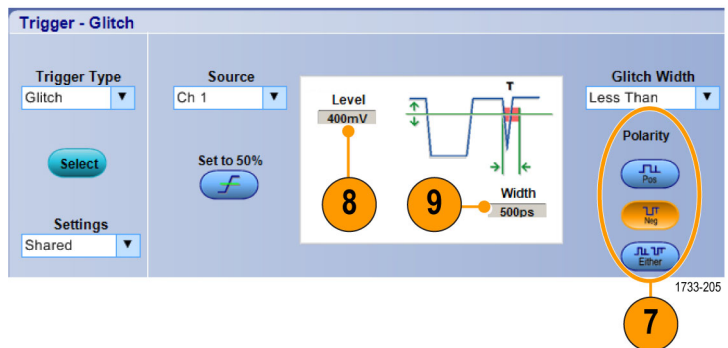 Trigger - Glitch
Trigger Type
Glitch
Select
Settings
Shared
Source
Ch 1
Set to 50%
Level
400mV
8
T
9
Width
500ps
Glitch Width
Less Than
Polarity
Pos
Neg
Either
1733-205
7